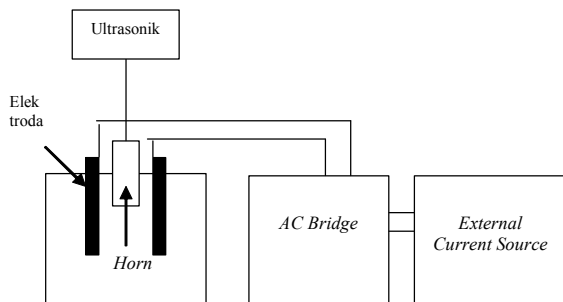 Ultrasonik
Elek
troda
Horn
AC Bridge
External
Current Source